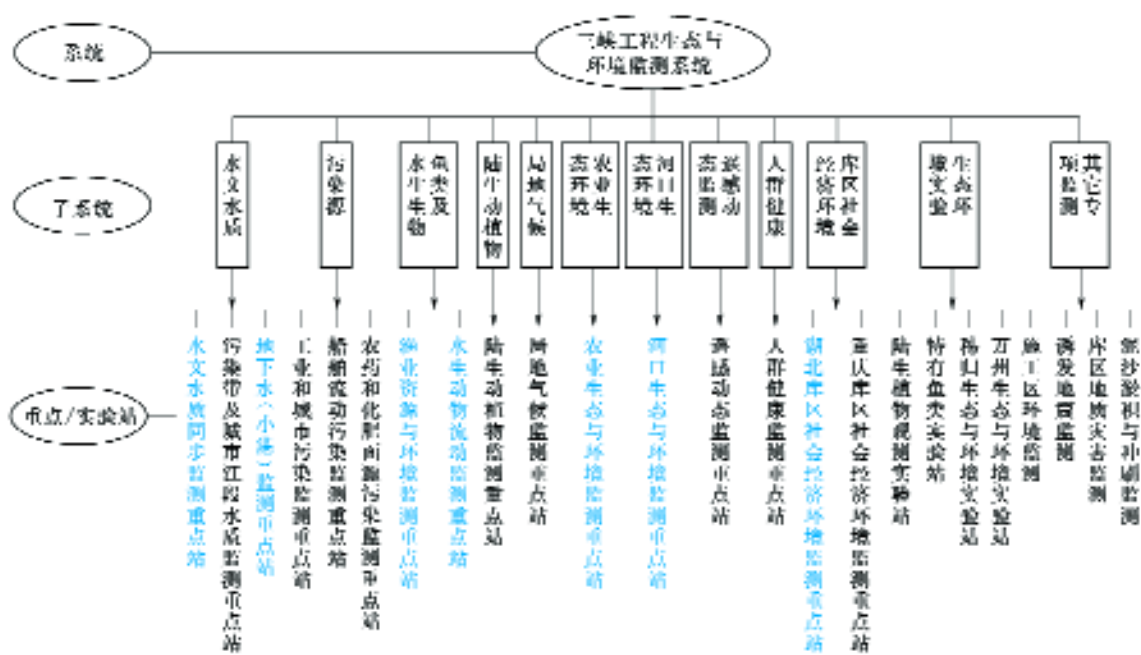 系统
三峡工程生态与
环境监测系统
子系统
水文水质
污染源
鱼类及
水生生物
陆生动植物
局地气候
农业生
态环境
河口生
态环境
遥感动
态监测
人群健康
库区社会
经济环境
生态环
境实验
其它专
项监测
重点/实验站
水文水质同步监测重点站
污染带及城市江段水质监测重点站
工业和城市污染监测重点站
船舶流动污染监测重点站
农药和化肥面源污染监测重点站
渔业资源与环境监测重点站
水生动物流动监测重点站
陆生动植物监测重点站
局地气候监测重点站
农业生态与环境监测重点站
河口生态与环境监测重点站
遥感动态监测重点站
人群健康监测重点站
湖北库区社会经济环境监测重点站
重庆库区社会经济环境监测重点站
陆生植物观测实验站
特有鱼类实验站
秭归生态与环境实验站
万州生态与环境实验站
施工区环境监测
诱发地震监测
库区地质灾害监测
泥沙淤积与冲刷监测